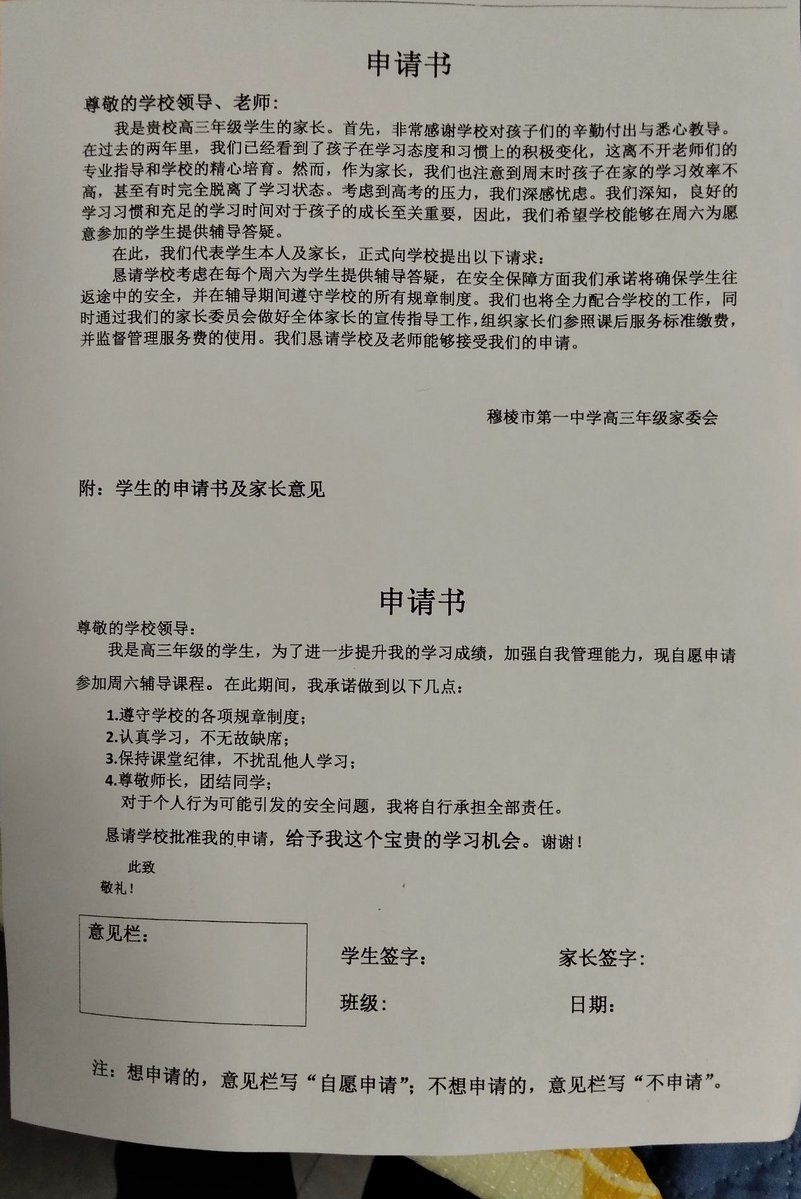 申请书
尊敬的学校领导、老师：
我是贵校高三年级学生的家长。首先，非常感谢学校对孩子们的辛勤付出与悉心教导。
在过去的两年里，我们已经看到了孩子在学习态度和习惯上的积极变化，这离不开老师们的
专业指导和学校的精心培育。然而，作为家长，我们也注意到周末时孩子在家的学习效率不
高，甚至有时完全脱离了学习状态。考虑到高考的压力，我们深感忧虑。我们深知，良好的
学习习惯和充足的学习时间对于孩子的成长至关重要，因此，我们希望学校能够在周六为愿
意参加的学生提供辅导答疑。
在此，我们代表学生本人及家长，正式向学校提出以下请求：
恳请学校考虑在每个周六为学生提供辅导答疑，在安全保障方面我们承诺将确保学生往
返途中的安全，并在辅导期间遵守学校的所有规章制度。我们也将全力配合学校的工作，同
时通过我们的家长委员会做好全体家长的宣传指导工作，组织家长们参照课后服务标准缴费，
并监督管理服务费的使用。我们恳请学校及老师能够接受我们的申请。
穆棱市第一中学高三年级家委会
附：学生的申请书及家长意见
申请书
尊敬的学校领导：
我是高三年级的学生，为了进一步提升我的学习成绩，加强自我管理能力，现自愿申请
参加周六辅导课程。在此期间，我承诺做到以下几点：
1.遵守学校的各项规章制度；
2.认真学习，不无故缺席；
3.保持课堂纪律，不扰乱他人学习；
4.尊敬师长，团结同学；
对于个人行为可能引发的安全问题，我将自行承担全部责任。
恳请学校批准我的申请，给予我这个宝贵的学习机会。谢谢！
此致
敬礼！
意见栏：
学生签字： 家长签字：
班级： 日期：
注：想申请的，意见栏写“自愿申请”；不想申请的，意见栏写“不申请”。